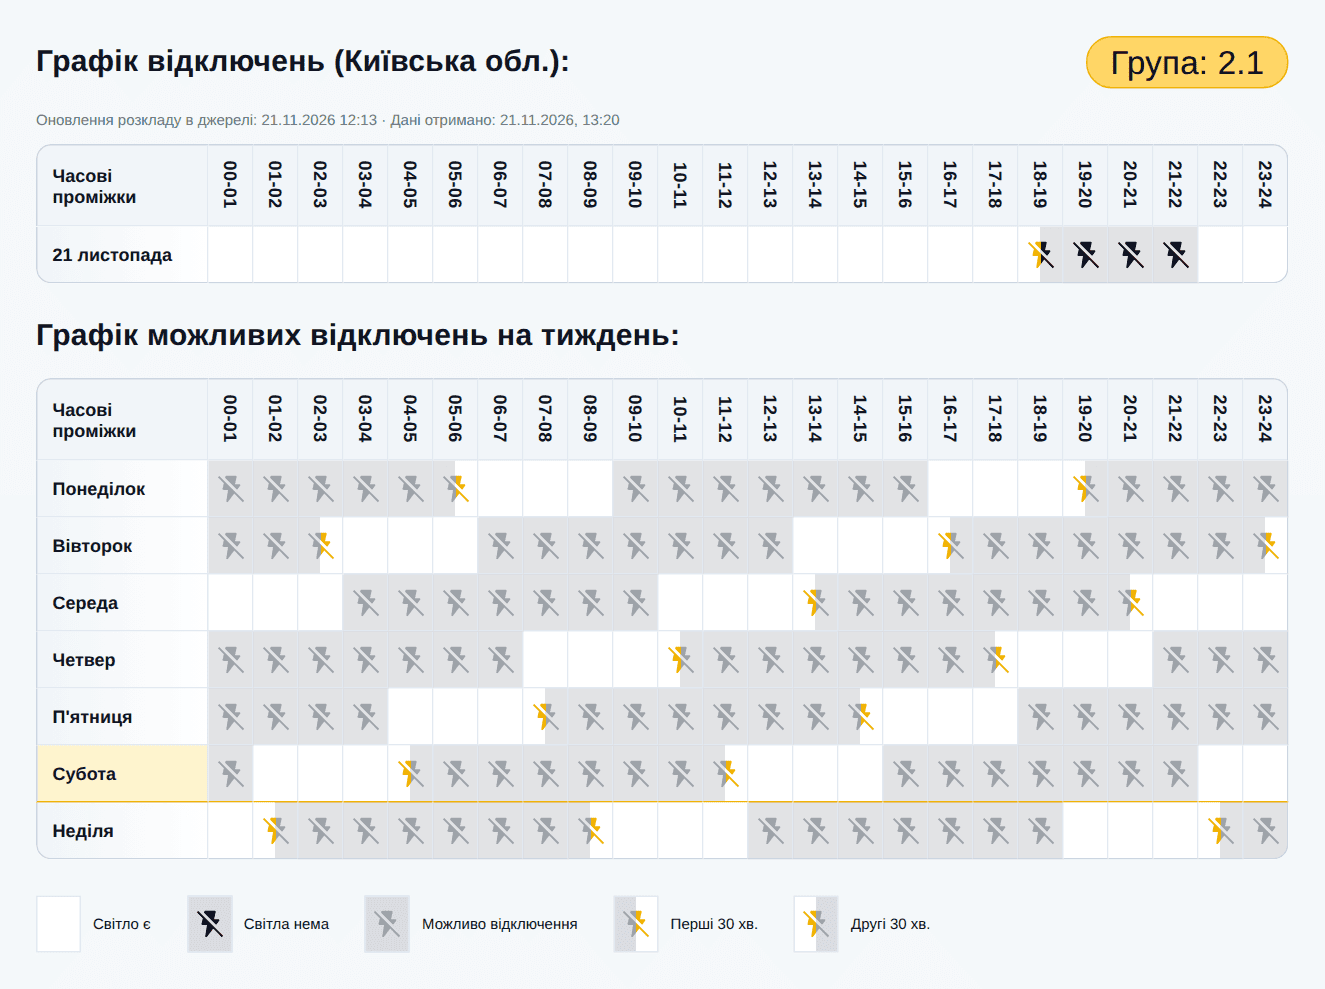 Графік відключень (Київська обл.):
Група: 2.1
Оновлення розкладу в джерелі: 21.11.2026 12:13 · Дані отримано: 21.11.2026, 13:20
Часові проміжки 00-01 01-02 02-03 03-04 04-05 05-06 06-07 07-08 08-09 09-10 10-11 11-12 12-13 13-14 14-15 15-16 16-17 17-18 18-19 19-20 20-21 21-22 22-23 23-24
21 листопада
Графік можливих відключень на тиждень:
Часові проміжки 00-01 01-02 02-03 03-04 04-05 05-06 06-07 07-08 08-09 09-10 10-11 11-12 12-13 13-14 14-15 15-16 16-17 17-18 18-19 19-20 20-21 21-22 22-23 23-24
Понеділок
Вівторок
Середа
Четвер
П'ятниця
Субота
Неділя
Світло є Світла нема Можливо відключення Перші 30 хв. Другі 30 хв.